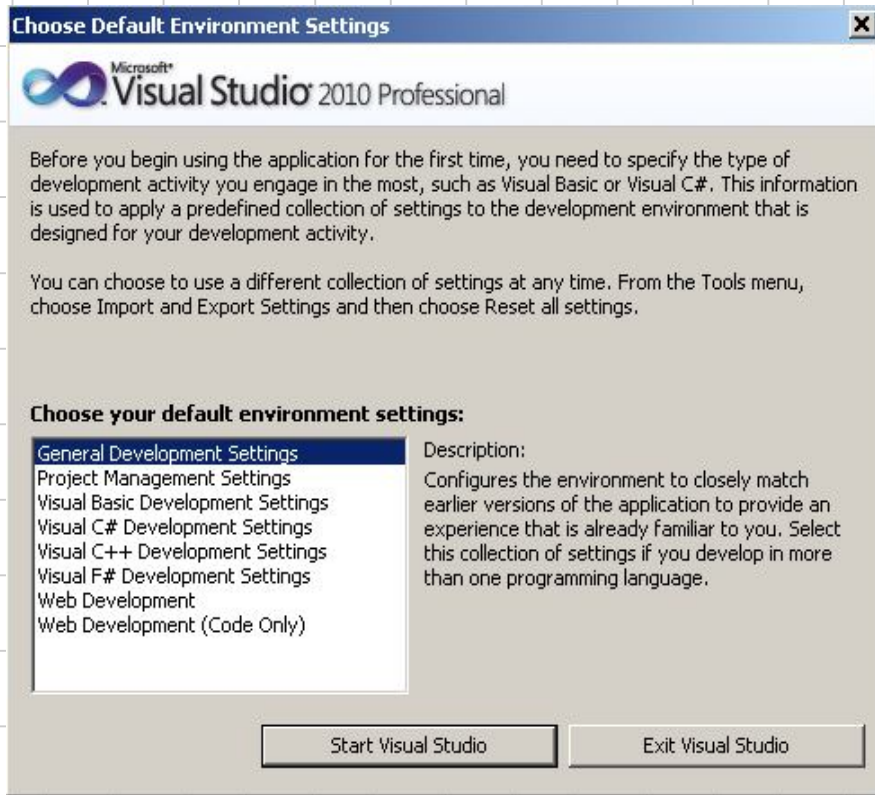 Choose Default Environment Settings
Microsoft®
Visual Studio® 2010 Professional
Before you begin using the application for the first time, you need to specify the type of
development activity you engage in the most, such as Visual Basic or Visual C#. This information
is used to apply a predefined collection of settings to the development environment that is
designed for your development activity.
You can choose to use a different collection of settings at any time. From the Tools menu,
choose Import and Export Settings and then choose Reset all settings.
Choose your default environment settings:
General Development Settings
Project Management Settings
Visual Basic Development Settings
Visual C# Development Settings
Visual C++ Development Settings
Visual F# Development Settings
Web Development
Web Development (Code Only)
Description:
Configures the environment to closely match
earlier versions of the application to provide an
experience that is already familiar to you. Select
this collection of settings if you develop in more
than one programming language.
Start Visual Studio
Exit Visual Studio